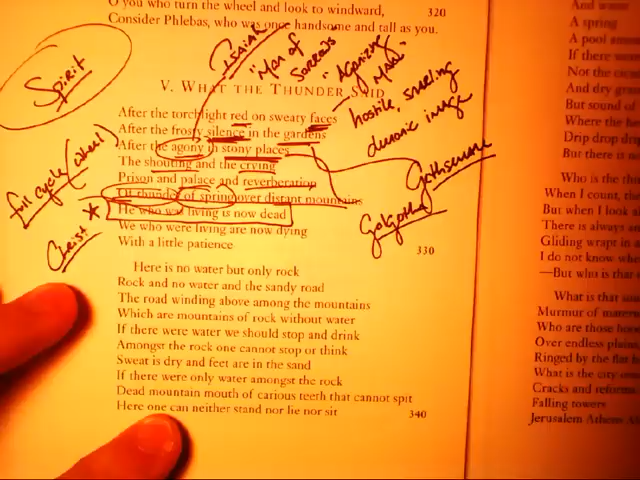 O you who turn the wheel and look to windward,
Consider Phlebas, who was once handsome and tall as you.
320
Isaiah
"Man of
Sorrows"
"Agonizing
Man"
hostile, sneering
demonic image
Spirit
V. WHAT THE THUNDER SAID
After the torchlight red on sweaty faces
After the frosty silence in the gardens
After the agony in stony places
The shouting and the crying
Prison and palace and reverberation
Of thunder of spring over distant mountains
He who was living is now dead
We who were living are now dying
With a little patience
330
full cycle (wheel)
Christ
Gethsemane
Golgotha
Here is no water but only rock
Rock and no water and the sandy road
The road winding above among the mountains
Which are mountains of rock without water
If there were water we should stop and drink
Amongst the rock one cannot stop or think
Sweat is dry and feet are in the sand
If there were only water amongst the rock
Dead mountain mouth of carious teeth that cannot spit
Here one can neither stand nor lie nor sit
340
And water
A spring
A pool
If there were
Not the
And dry
But sound of
Where the
Drip drop
But there is
Who is the
When I count, the
But when I look
There is always
Gliding wrapt in a
I do not know
—But who is that
What is that
Murmur of
Who are those
Over endless plains
Ringed by the flat
What is the city
Cracks and reforms
Falling towers
Jerusalem Athens